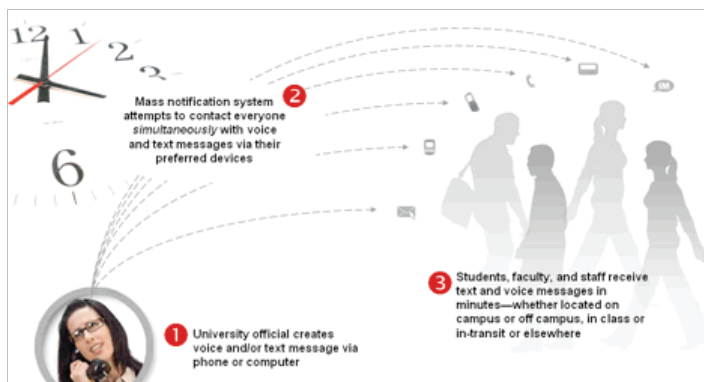 12
1
2
3
6
2
Mass notification system
attempts to contact everyone
simultaneously with voice
and text messages via their
preferred devices
IM
1
University official creates
voice and/or text message via
phone or computer
3
Students, faculty, and staff receive
text and voice messages in
minutes—whether located on
campus or off campus, in class or
in-transit or elsewhere